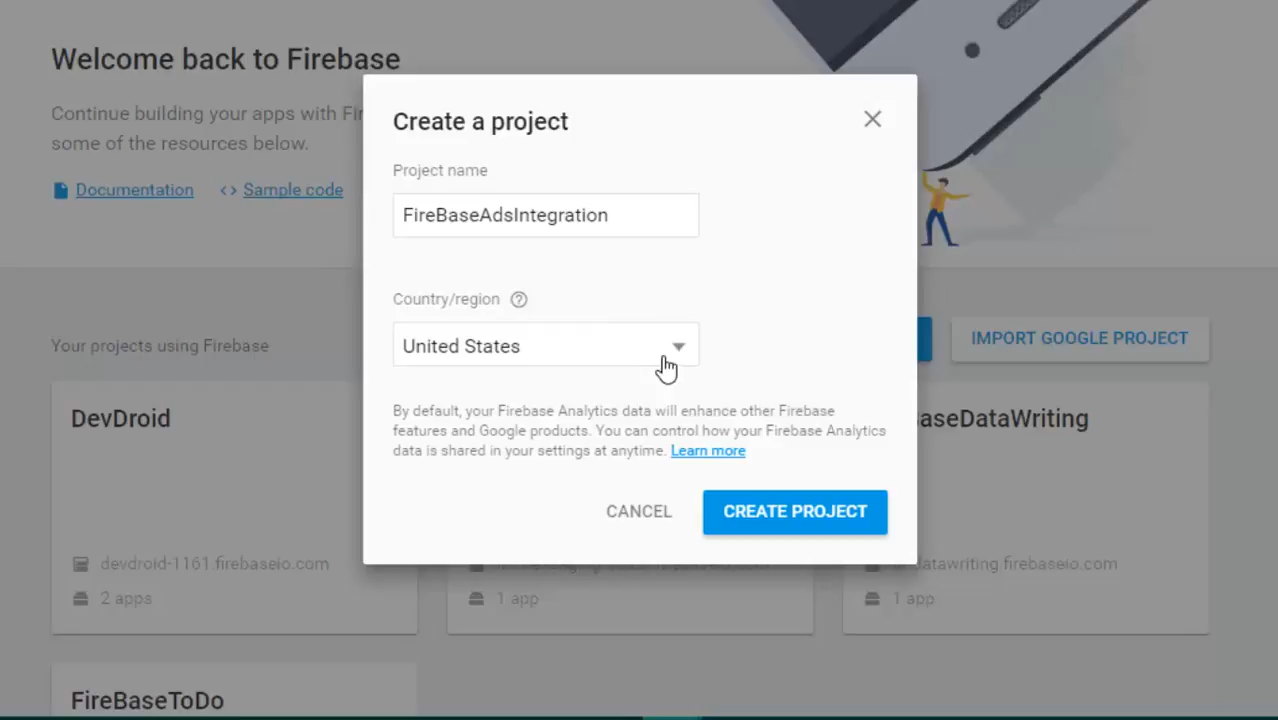 Welcome back to Firebase
Continue building your apps with Fi
some of the resources below.
Documentation
<> Sample code
Create a project
Project name
FireBaseAdsIntegration
Country/region
United States
By default, your Firebase Analytics data will enhance other Firebase
features and Google products. You can control how your Firebase Analytics
data is shared in your settings at anytime. Learn more
CANCEL
CREATE PROJECT
IMPORT GOOGLE PROJECT
Your projects using Firebase
DevDroid
devdroid-1161.firebaseio.com
2 apps
1 app
BaseDataWriting
datawriting.firebaseio.com
1 app
FireBaseToDo